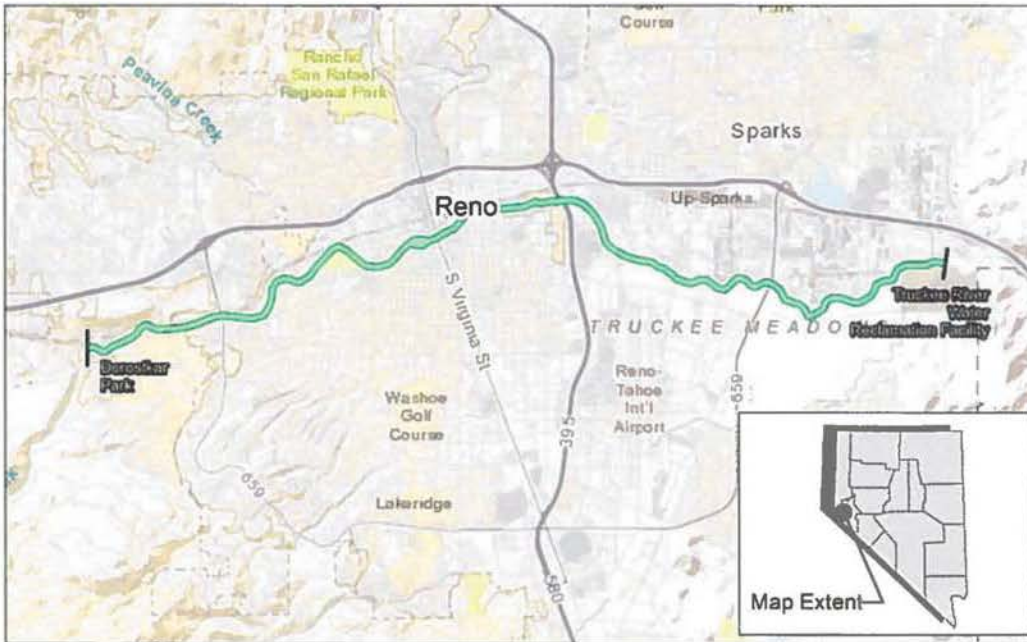 Course
Park
Rancho
San Rafael
Regional Park
Peavine Creek
Sparks
Up-Sparks
Reno
Truckee River
Water
Reclamation Facility
S Virginia St
TRUCKEE MEADO
Park
Reno-
Tahoe
Int'l
Airport
Washoe
Golf
Course
395
659
659
Lakeridge
580
Map Extent